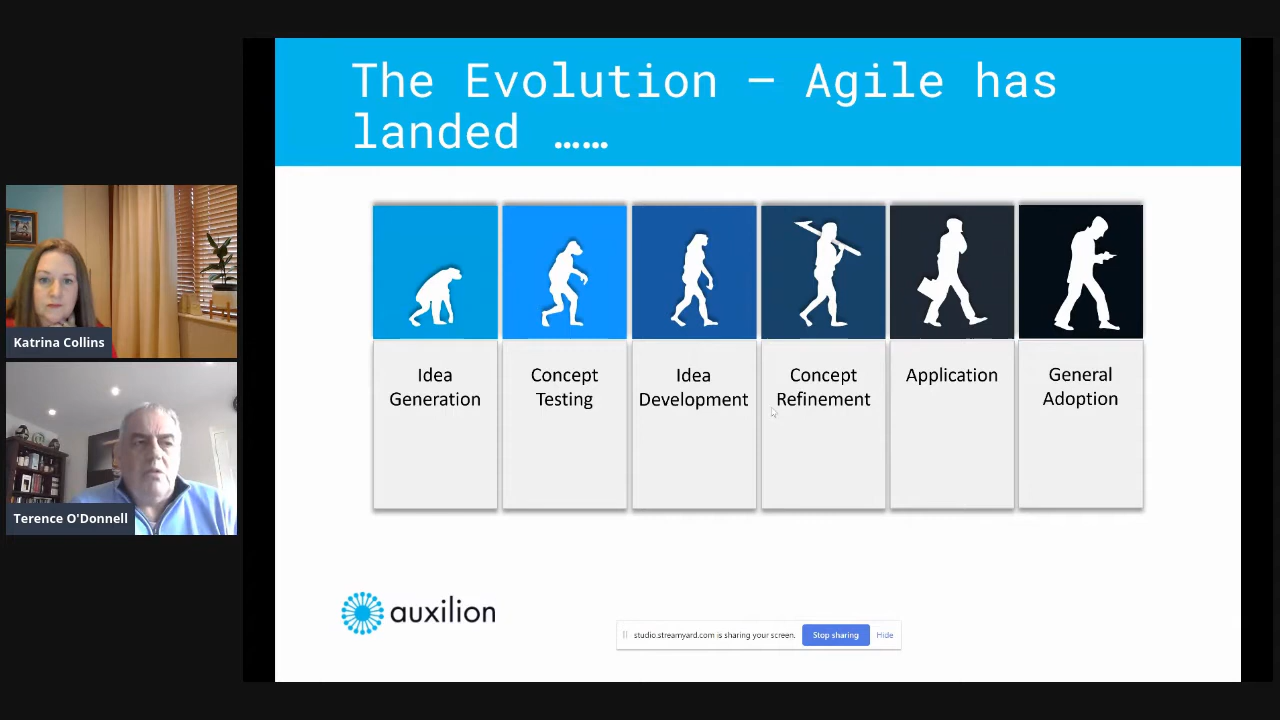 The Evolution – Agile has
landed ……
Katrina Collins
Terence O'Donnell
Idea
Generation
Concept
Testing
Idea
Development
Concept
Refinement
Application
General
Adoption
auxilion
studio.streamyard.com is sharing your screen.
Stop sharing
Hide